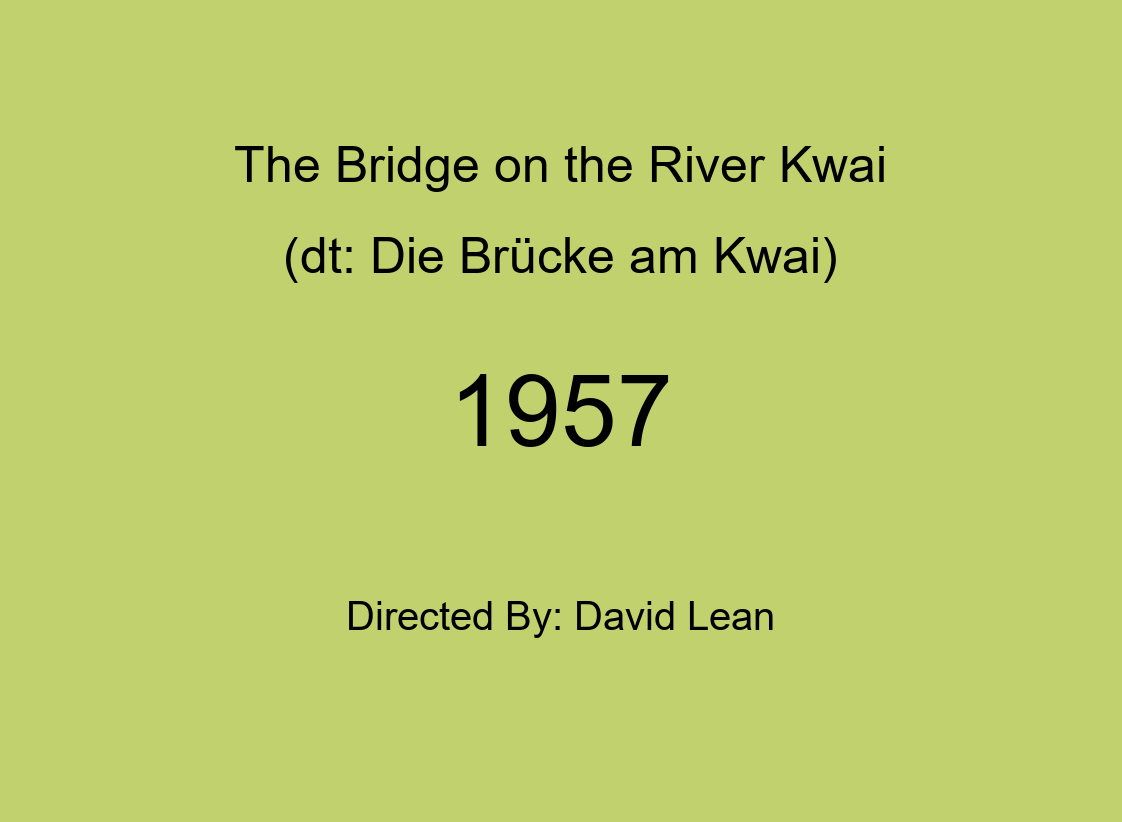 The Bridge on the River Kwai
(dt: Die Brücke am Kwai)
1957
Directed By: David Lean